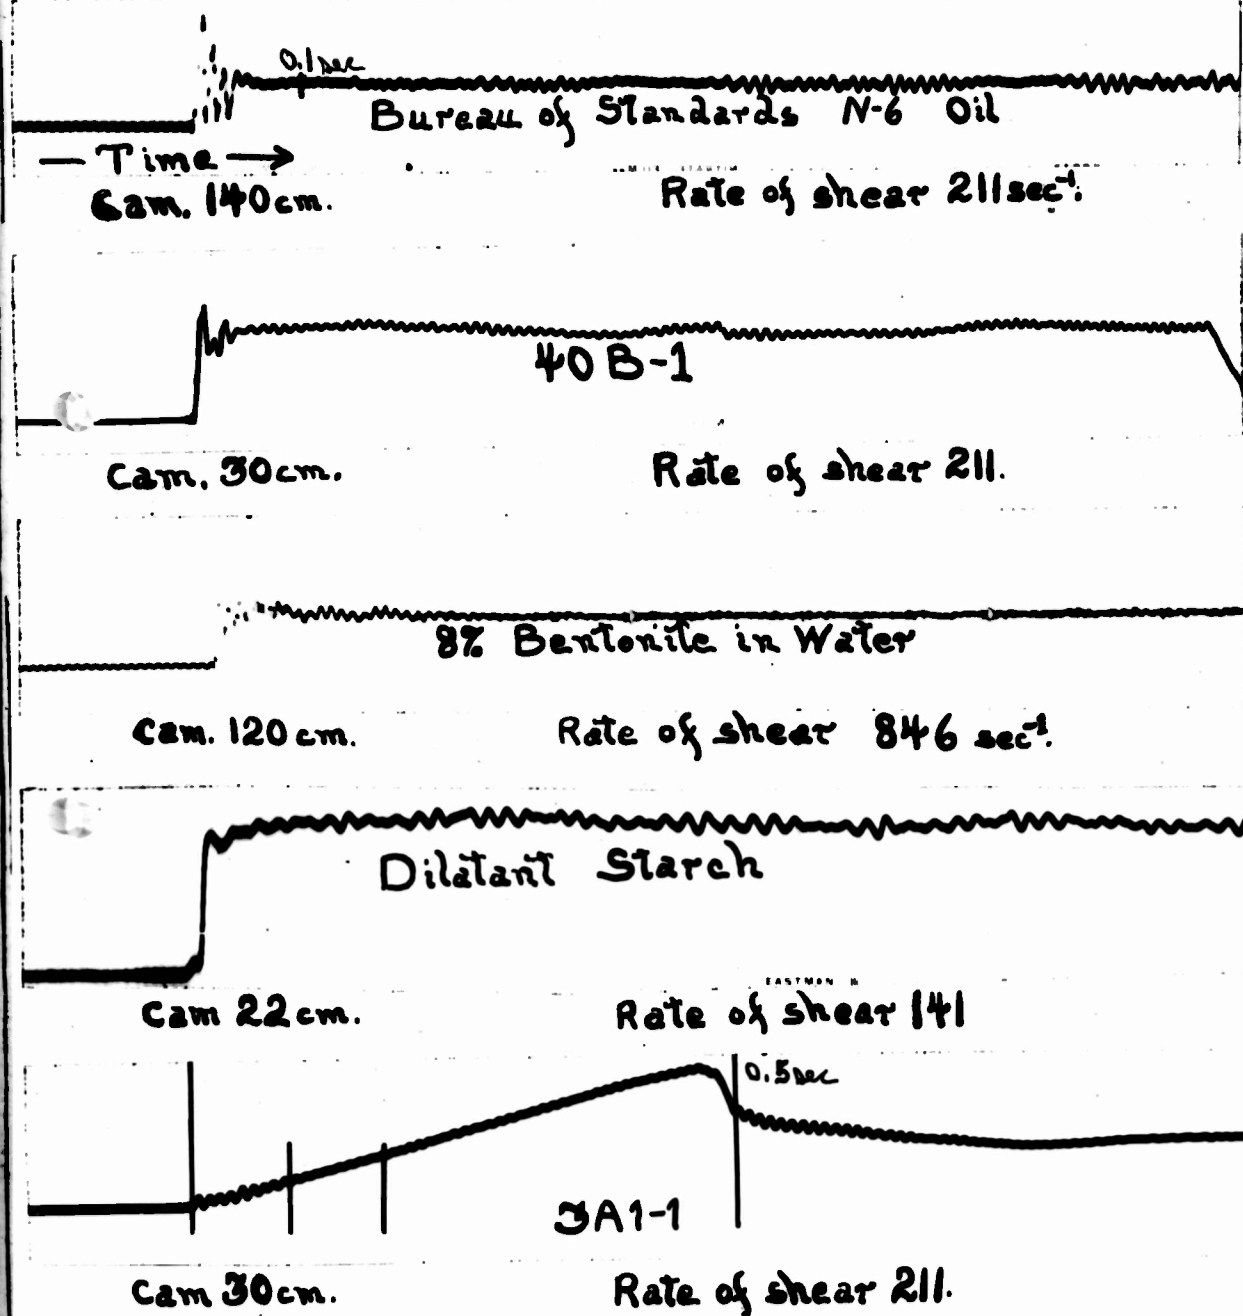 0.1 sec
Bureau of Standards N-6 Oil
— Time →
Cam. 140 cm. Rate of shear 211 sec⁻¹.
40 B-1
Cam. 30 cm. Rate of shear 211.
8% Bentonite in Water
Cam. 120 cm. Rate of shear 846 sec⁻¹.
Dilatant Starch
EASTMAN
Cam 22 cm. Rate of shear 141
0.5 sec
3A1-1
Cam 30 cm. Rate of shear 211.